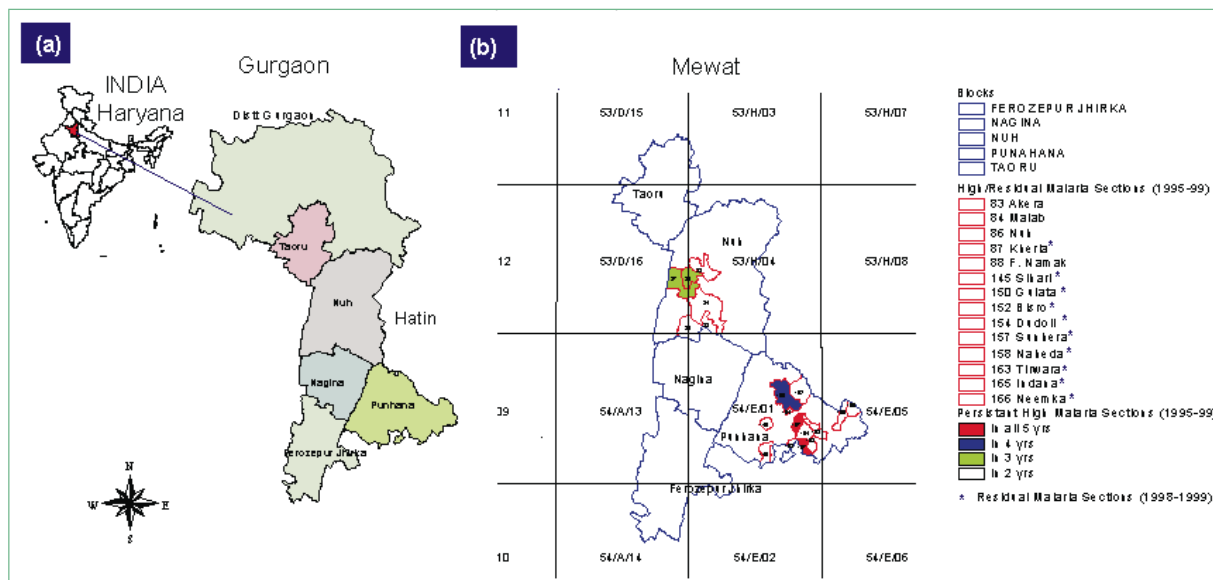 (a)
Gurgaon
INDIA
Haryana
Distt Gurgaon
Taoru
Nuh
Hatin
Nagina
Punhana
Ferozepur Jhirka
N
W
E
S
(b)
Mewat
11
53/D/15
53/H/03
53/H/07
Taoru
Nuh
12
53/D/16
53/H/04
53/H/08
Nagina
09
54/A/13
54/E/01
54/E/05
Punhana
Ferozepur Jhirka
10
54/A/14
54/E/02
54/E/06
Blocks
FEROZEPUR JHIRKA
NAGINA
NUH
PUNAHANA
TAORU
High/Residual Malaria Sections (1995-99)
83 Akera
84 Malab
86 Nuh
87 Kherla*
88 F. Namak
145 Sikari*
150 Gulata*
152 Bisro*
154 Dudoli*
157 Sunhera*
158 Naheda*
163 Tirwara*
165 Indana*
166 Neemka*
Persistant High Malaria Sections (1995-99)
In all 5 yrs
In 4 yrs
In 3 yrs
In 2 yrs
* Residual Malaria Sections (1998-1999)